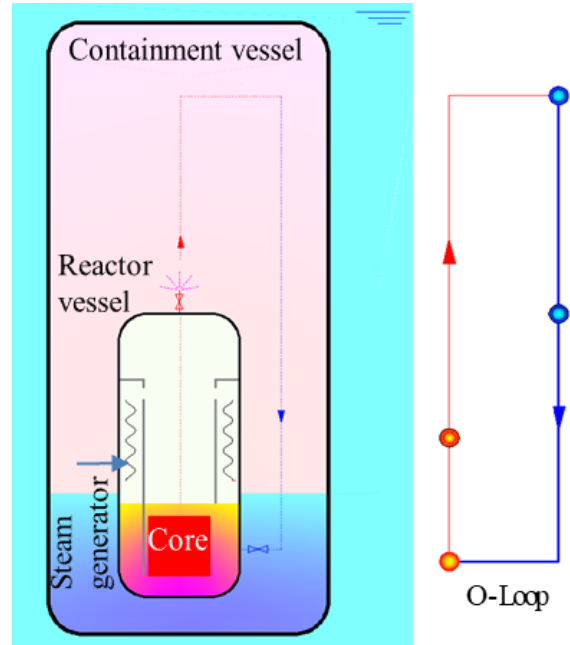 Containment vessel
Reactor
vessel
Steam
generator
Core
O-Loop